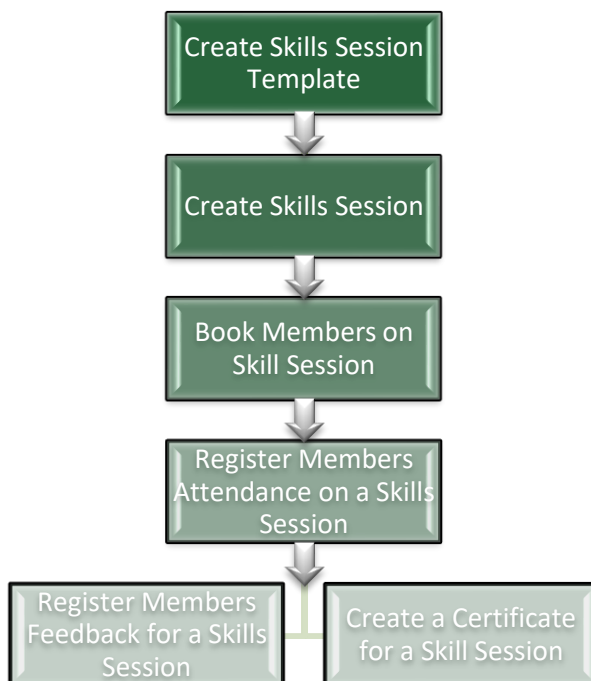 Create Skills Session
Template
Create Skills Session
Book Members on
Skill Session
Register Members
Attendance on a Skills
Session
Register Members
Feedback for a Skills
Session
Create a Certificate
for a Skill Session